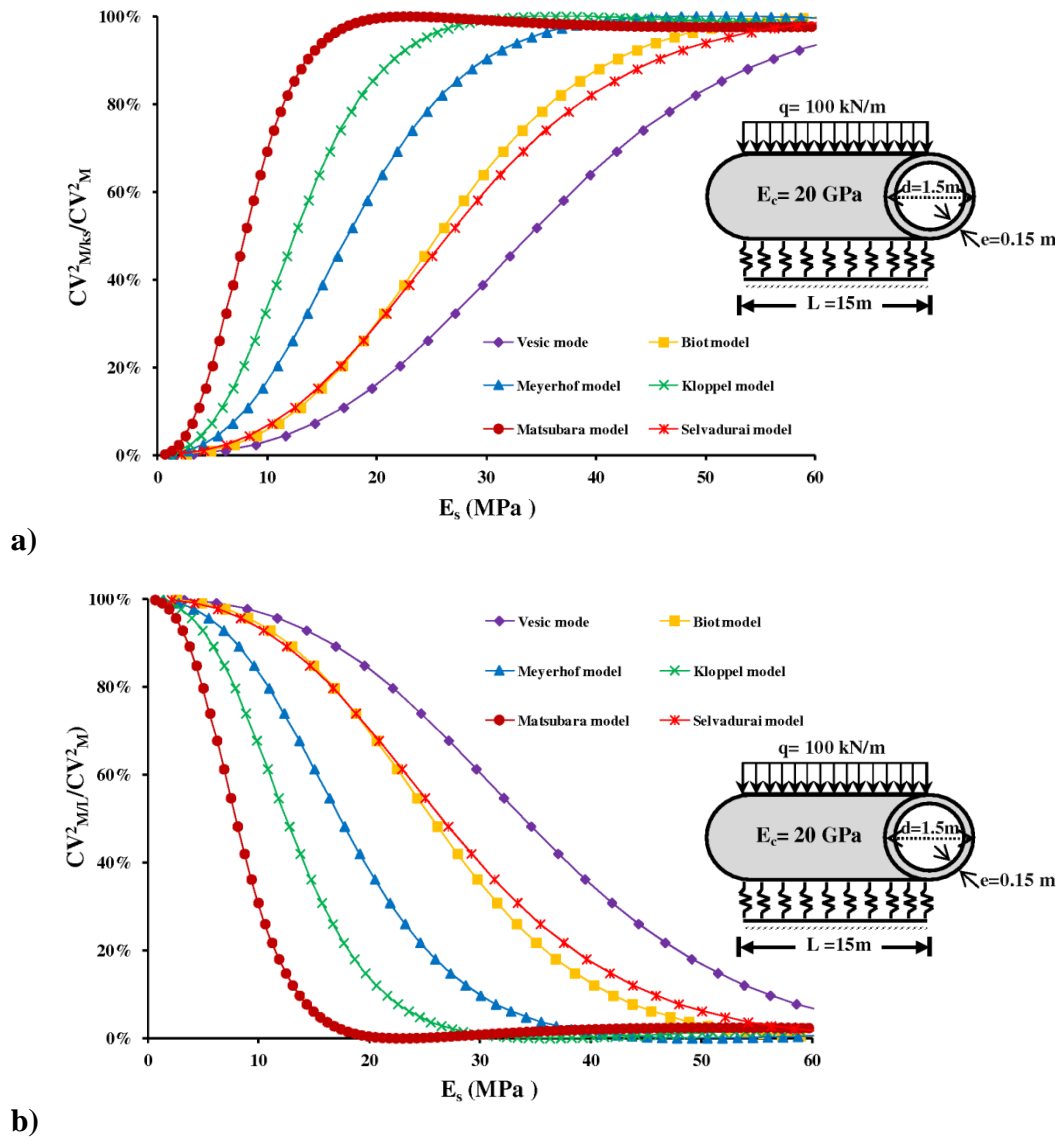 100%
80%
60%
40%
20%
0%
CV²M/ks/CV²M
0 10 20 30 40 50 60
Es (MPa )
Vesic mode
Biot model
Meyerhof model
Kloppel model
Matsubara model
Selvadurai model
q= 100 kN/m
Ec= 20 GPa
d=1.5m
e=0.15 m
L =15m
a)
100%
80%
60%
40%
20%
0%
CV²M/L/CV²M)
0 10 20 30 40 50 60
Es (MPa )
Vesic mode
Biot model
Meyerhof model
Kloppel model
Matsubara model
Selvadurai model
q= 100 kN/m
Ec= 20 GPa
d=1.5m
e=0.15 m
L =15m
b)